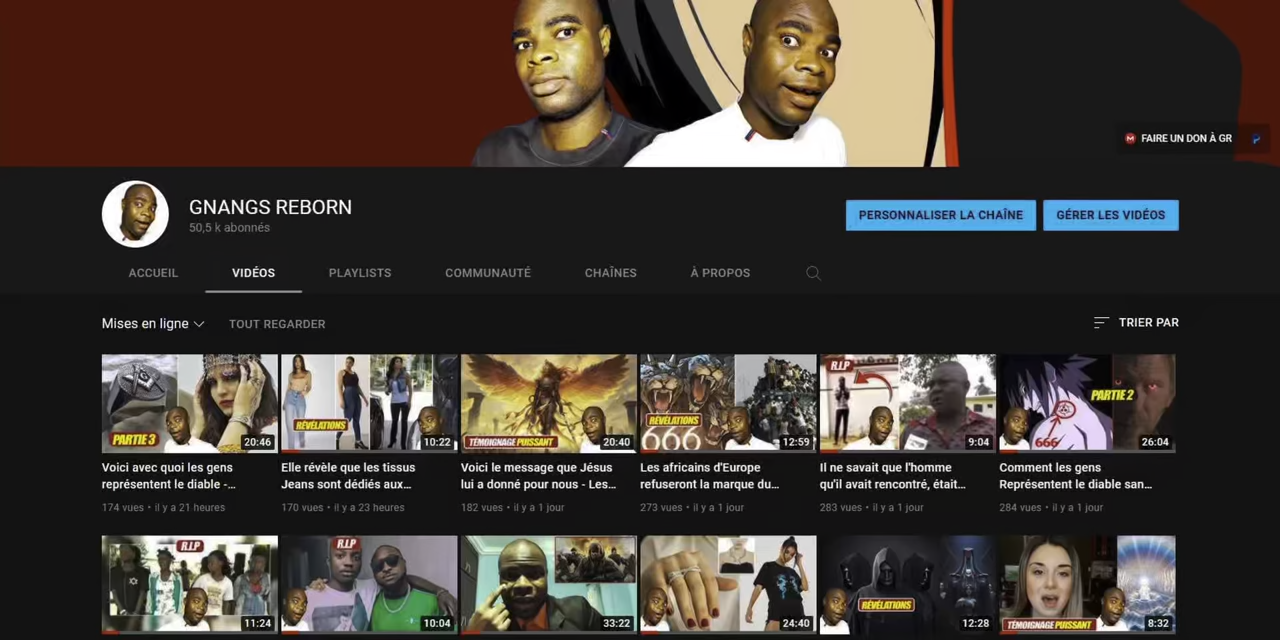 FAIRE UN DON À GR
GNANGS REBORN
50,5 k abonnés
PERSONNALISER LA CHAÎNE
GÉRER LES VIDÉOS
ACCUEIL
VIDÉOS
PLAYLISTS
COMMUNAUTÉ
CHAÎNES
À PROPOS
Mises en ligne
TOUT REGARDER
TRIER PAR
PARTIE 3
20:46
RÉVÉLATIONS
10:22
TÉMOIGNAGE PUISSANT
20:40
RÉVÉLATIONS
666
12:59
R.I.P
9:04
PARTIE 2
666
26:04
Voici avec quoi les gens
représentent le diable -...
174 vues • il y a 21 heures
Elle révèle que les tissus
Jeans sont dédiés aux...
170 vues • il y a 23 heures
Voici le message que Jésus
lui a donné pour nous - Les...
182 vues • il y a 1 jour
Les africains d'Europe
refuseront la marque du...
273 vues • il y a 1 jour
Il ne savait que l'homme
qu'il avait rencontré, était...
283 vues • il y a 1 jour
Comment les gens
Représentent le diable san...
284 vues • il y a 1 jour
R.I.P
11:24
R.I.P
10:04
33:22
24:40
RÉVÉLATIONS
12:28
TÉMOIGNAGE PUISSANT
8:32